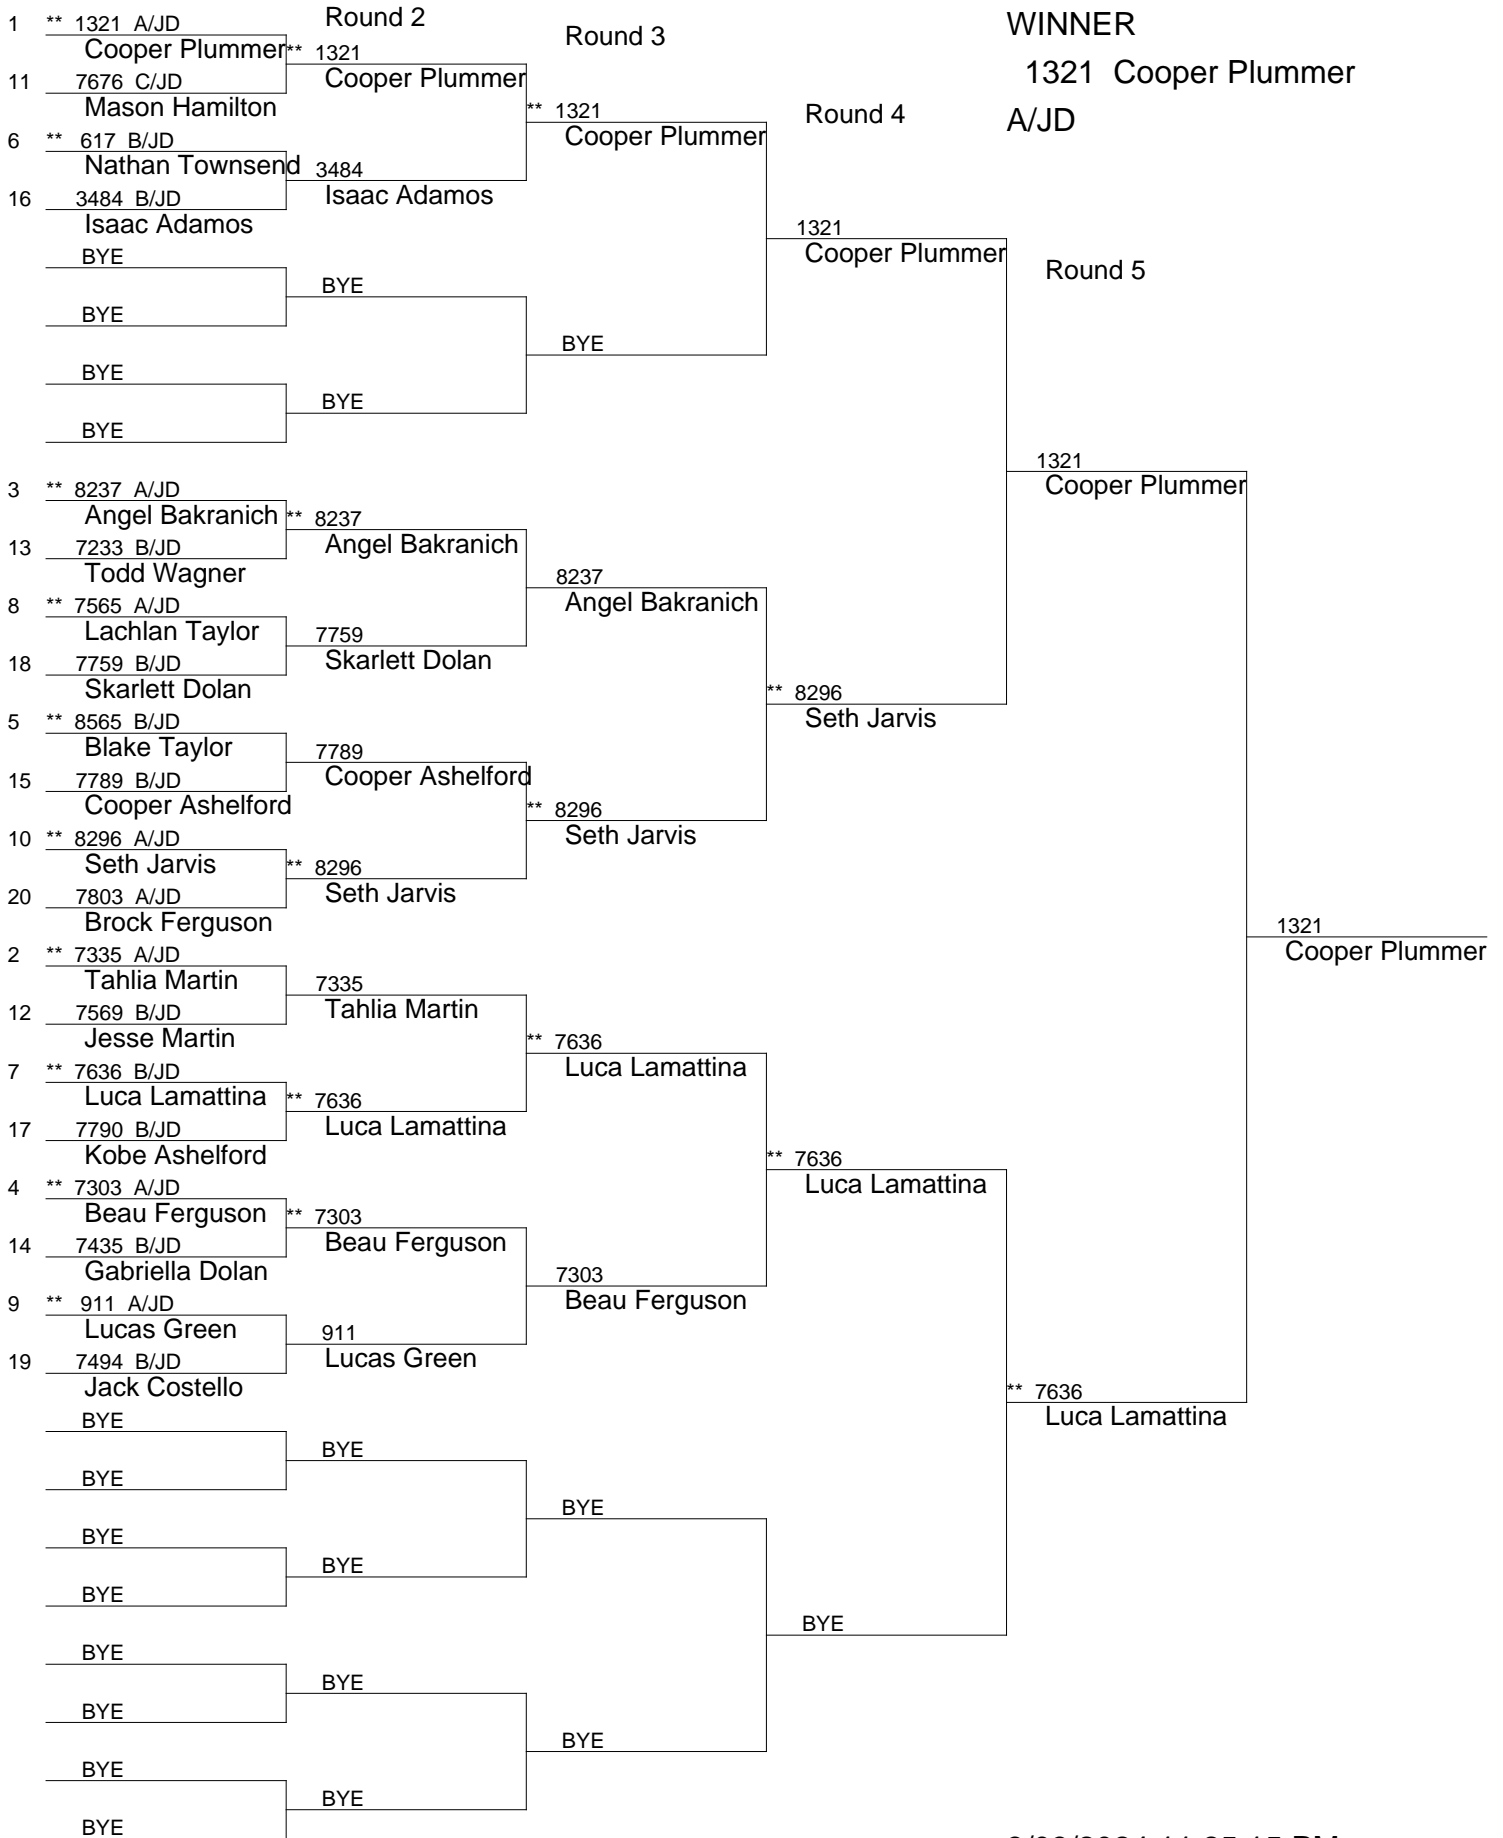 Round 2
Round 3
Round 4
Round 5
WINNER
1321 Cooper Plummer
A/JD
1 ** 1321 A/JD
Cooper Plummer
11 7676 C/JD
Mason Hamilton
6 ** 617 B/JD
Nathan Townsend
16 3484 B/JD
Isaac Adamos
BYE
BYE
BYE
BYE
3 ** 8237 A/JD
Angel Bakranich
13 7233 B/JD
Todd Wagner
8 ** 7565 A/JD
Lachlan Taylor
18 7759 B/JD
Skarlett Dolan
5 ** 8565 B/JD
Blake Taylor
15 7789 B/JD
Cooper Ashelford
10 ** 8296 A/JD
Seth Jarvis
20 7803 A/JD
Brock Ferguson
2 ** 7335 A/JD
Tahlia Martin
12 7569 B/JD
Jesse Martin
7 ** 7636 B/JD
Luca Lamattina
17 7790 B/JD
Kobe Ashelford
4 ** 7303 A/JD
Beau Ferguson
14 7435 B/JD
Gabriella Dolan
9 ** 911 A/JD
Lucas Green
19 7494 B/JD
Jack Costello
BYE
BYE
BYE
BYE
BYE
BYE
BYE
BYE
** 1321
Cooper Plummer
3484
Isaac Adamos
BYE
BYE
** 8237
Angel Bakranich
7759
Skarlett Dolan
7789
Cooper Ashelford
** 8296
Seth Jarvis
7335
Tahlia Martin
** 7636
Luca Lamattina
** 7303
Beau Ferguson
911
Lucas Green
BYE
BYE
BYE
BYE
** 1321
Cooper Plummer
BYE
8237
Angel Bakranich
** 8296
Seth Jarvis
** 7636
Luca Lamattina
7303
Beau Ferguson
BYE
BYE
1321
Cooper Plummer
** 8296
Seth Jarvis
** 7636
Luca Lamattina
BYE
1321
Cooper Plummer
** 7636
Luca Lamattina
1321
Cooper Plummer